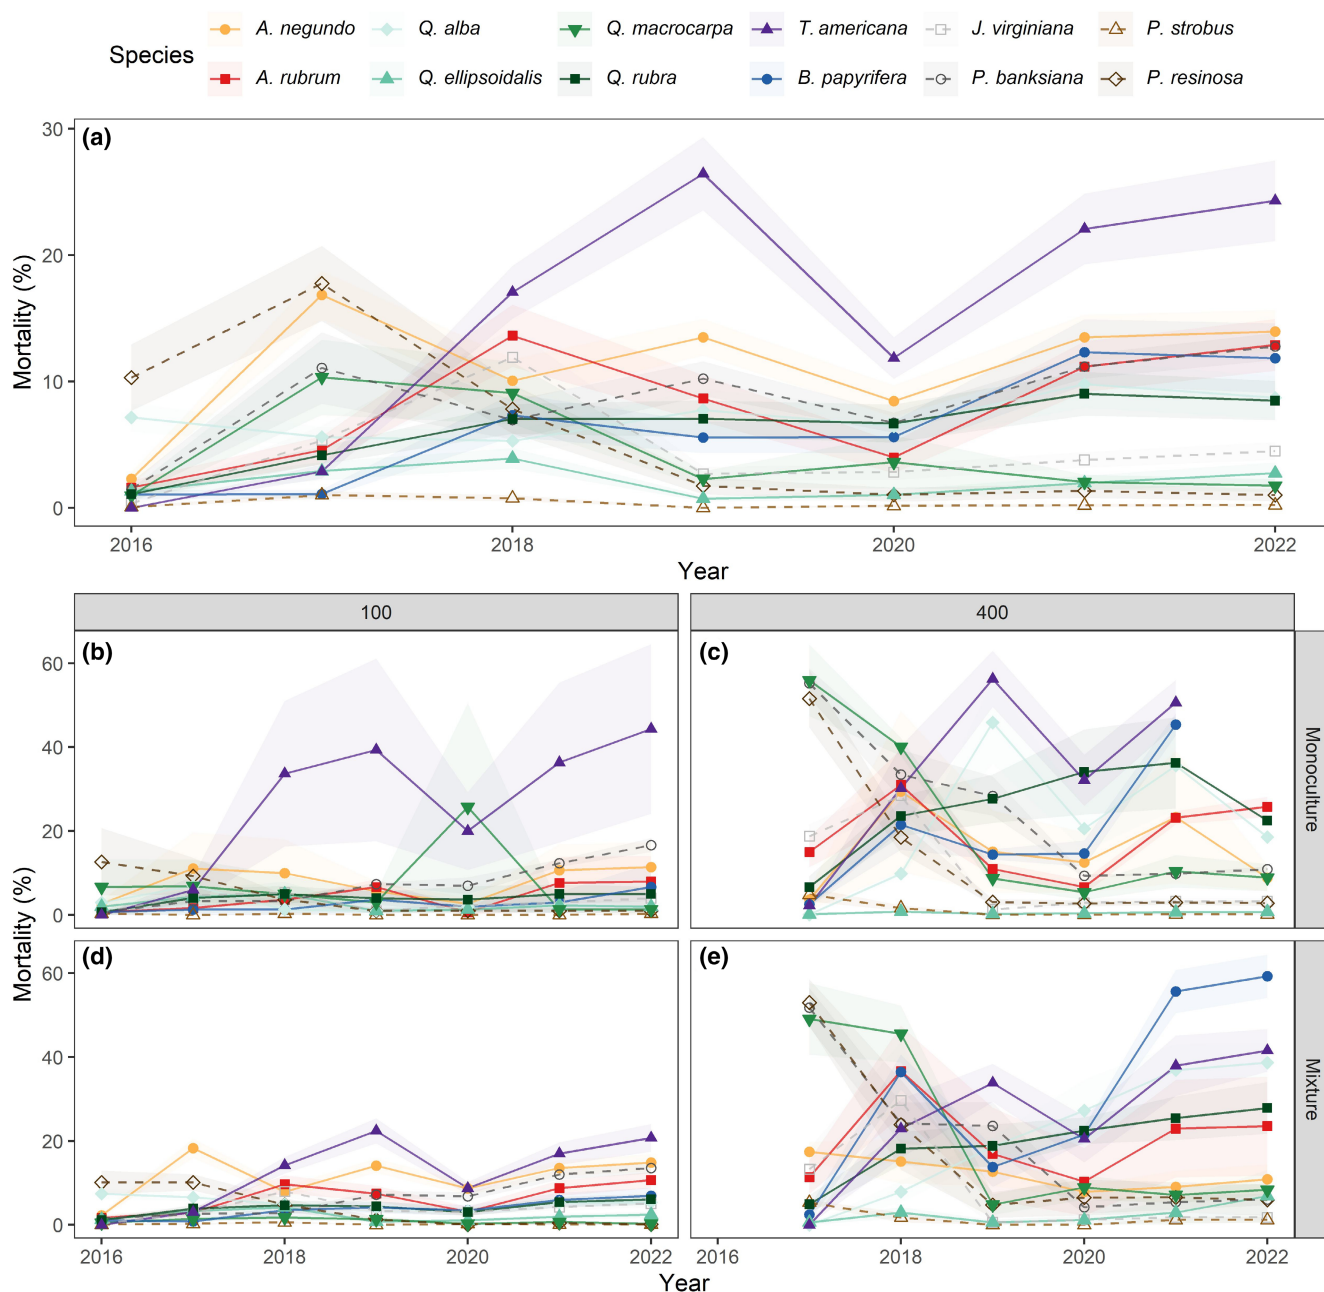 A. negundo Q. alba Q. macrocarpa T. americana J. virginiana P. strobus
Species
A. rubrum Q. ellipsoidalis Q. rubra B. papyrifera P. banksiana P. resinosa
(a)
Mortality (%)
30
20
10
0
2016 2018 2020 2022
Year
100 400
(b) (c)
Monoculture
60
40
20
0
Mortality (%)
(d) (e)
Mixture
60
40
20
0
2016 2018 2020 2022 2016 2018 2020 2022
Year